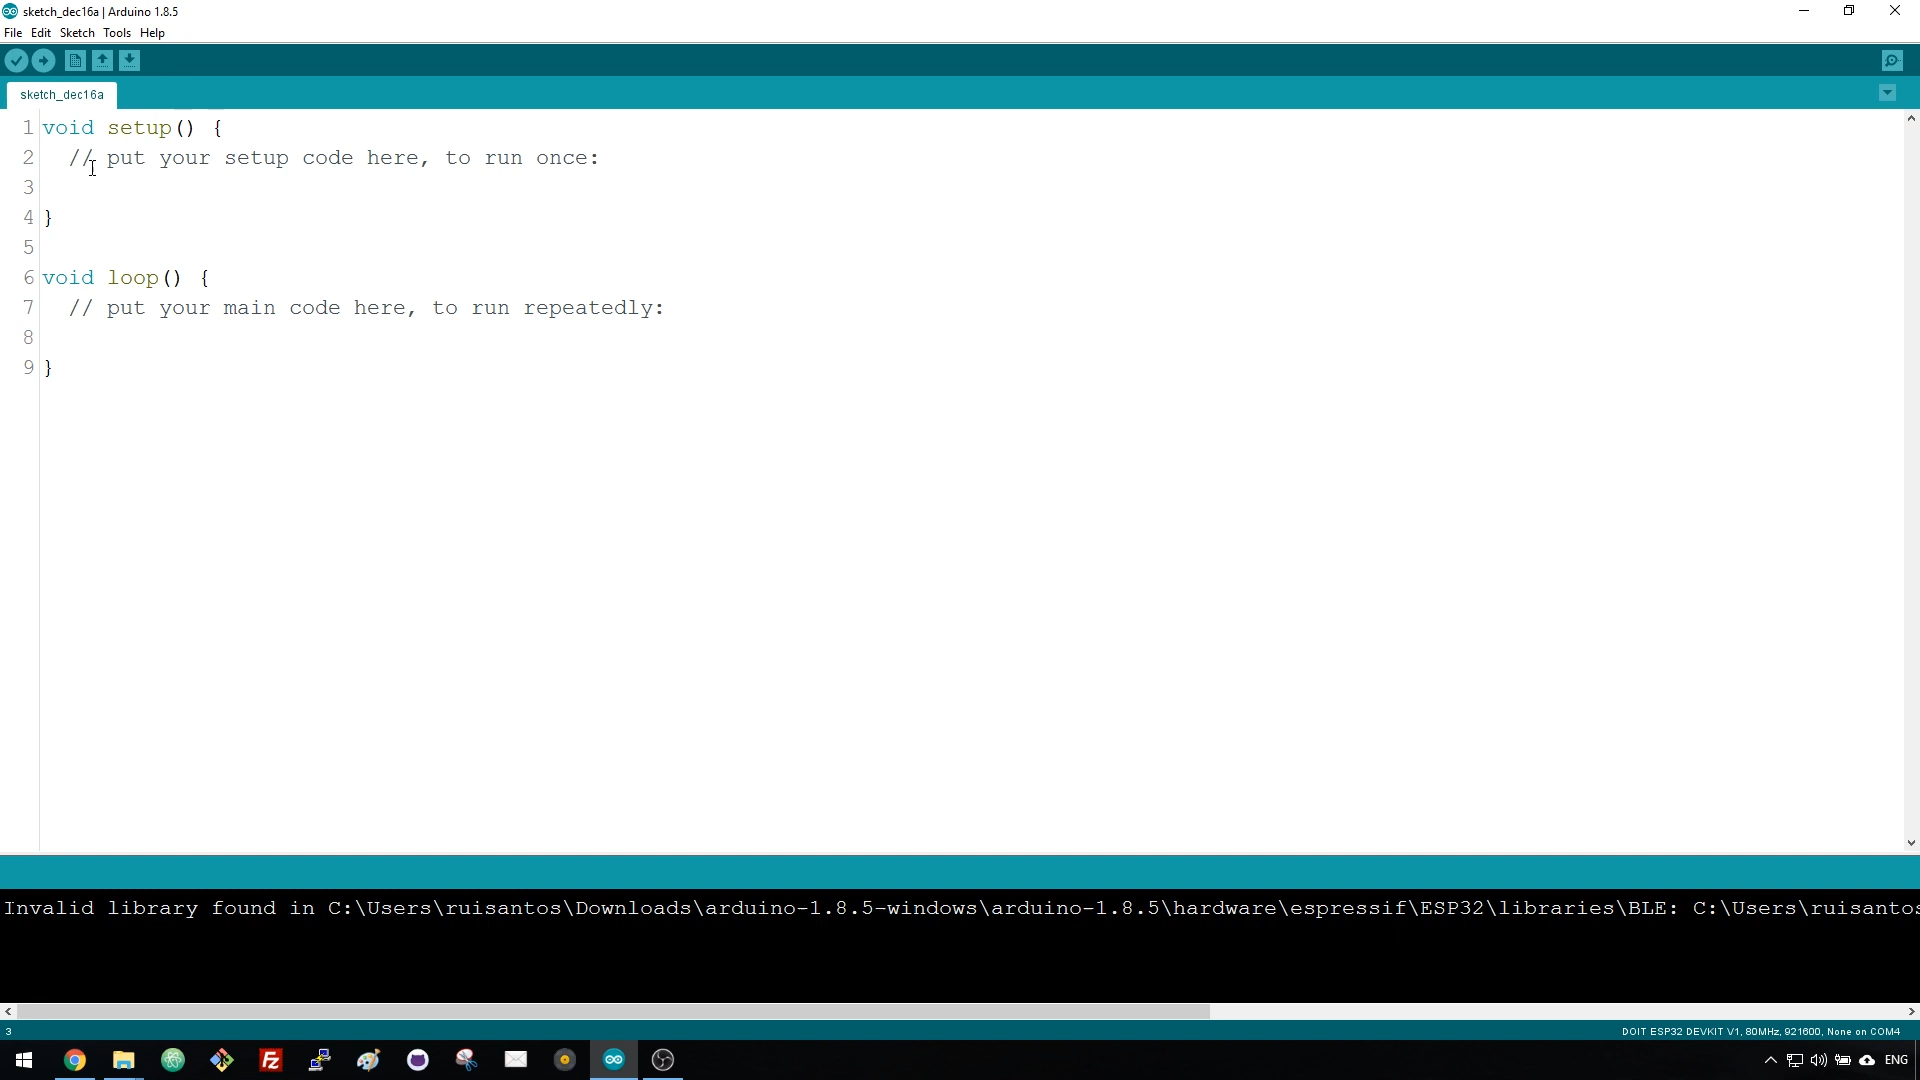 sketch_dec16a | Arduino 1.8.5
File Edit Sketch Tools Help
sketch_dec16a
1 void setup() {
2 // put your setup code here, to run once:
3
4 }
5
6 void loop() {
7 // put your main code here, to run repeatedly:
8
9 }
Invalid library found in C:\Users\ruisantos\Downloads\arduino-1.8.5-windows\arduino-1.8.5\hardware\espressif\ESP32\libraries\BLE: C:\Users\ruisantos
3 DOIT ESP32 DEVKIT V1, 80MHz, 921600, None on COM4
Fz ENG